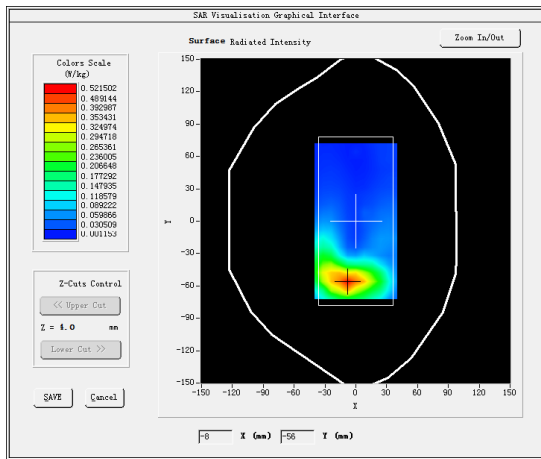 SAR Visualisation Graphical Interface
Surface Radiated Intensity
Zoom In/Out
Colors Scale
(W/kg)
0.521502
0.489144
0.392987
0.353431
0.324974
0.294718
0.265361
0.236005
0.206648
0.177292
0.147935
0.118579
0.089222
0.059866
0.030509
0.001153
150
120
90
60
30
0
-30
-60
-90
-120
-150
Y
-150 -120 -90 -60 -30 0 30 60 90 120 150
X
Z-Cuts Control
<< Upper Cut
Z = 4.0 mm
Lower Cut >>
SAVE Cancel
-8 X (mm) -56 Y (mm)